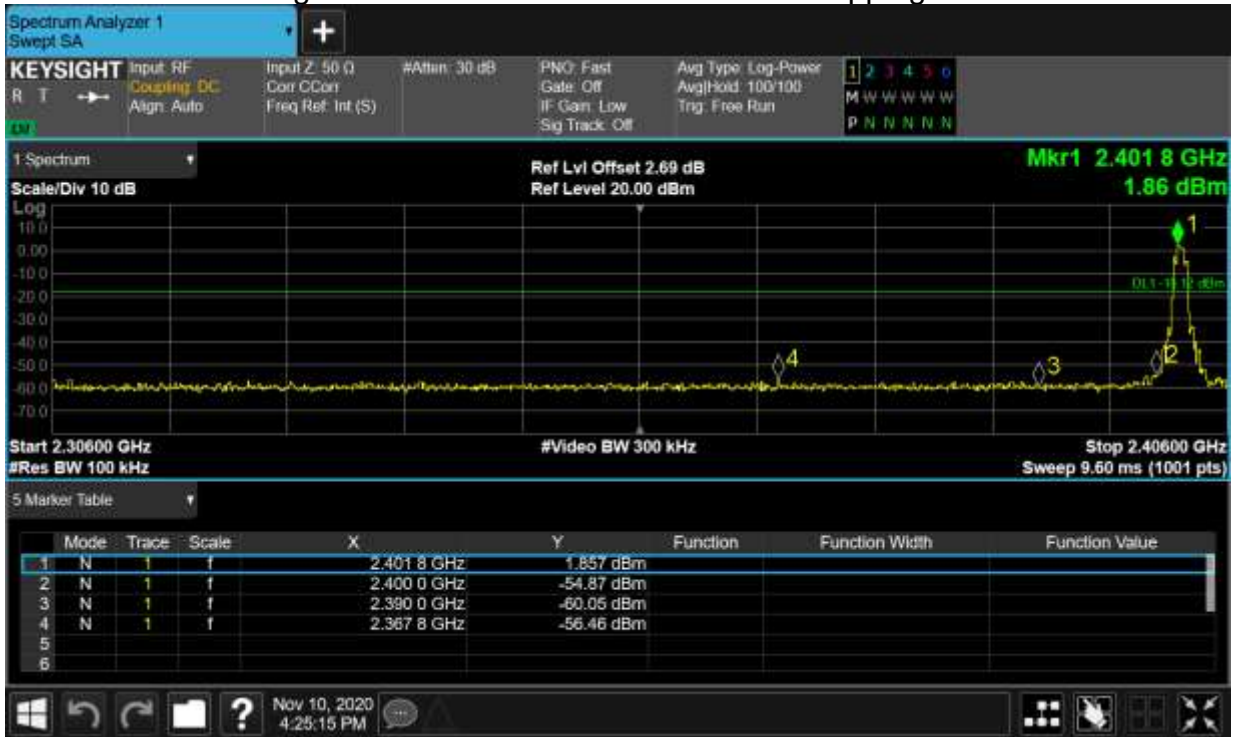 Spectrum Analyzer 1
Swept SA
+
KEYSIGHT Input: RF Input Z: 50 Ω #Atten: 30 dB PNO: Fast Avg Type: Log-Power 1 2 3 4 5 6
R T Coupling: DC Corr CCorr Gate: Off Avg|Hold: 100/100 M W W W W W
Align: Auto Freq Ref: Int (S) IF Gain: Low Trig: Free Run
Sig Track: Off P N N N N N
1 Spectrum Ref Lvl Offset 2.69 dB Mkr1 2.401 8 GHz
Scale/Div 10 dB Ref Level 20.00 dBm 1.86 dBm
Log
10.0
1
0.00
-10.0
-20.0
-30.0
-40.0
4
2
-50.0
3
-60.0
-70.0
Start 2.30600 GHz #Video BW 300 kHz Stop 2.40600 GHz
#Res BW 100 kHz Sweep 9.60 ms (1001 pts)
5 Marker Table
Mode Trace Scale X Y Function Function Width Function Value
1 N 1 f 2.401 8 GHz 1.857 dBm
2 N 1 f 2.400 0 GHz -54.87 dBm
3 N 1 f 2.390 0 GHz -60.05 dBm
4 N 1 f 2.367 8 GHz -56.46 dBm
5
6
? Nov 10, 2020
4:25:15 PM